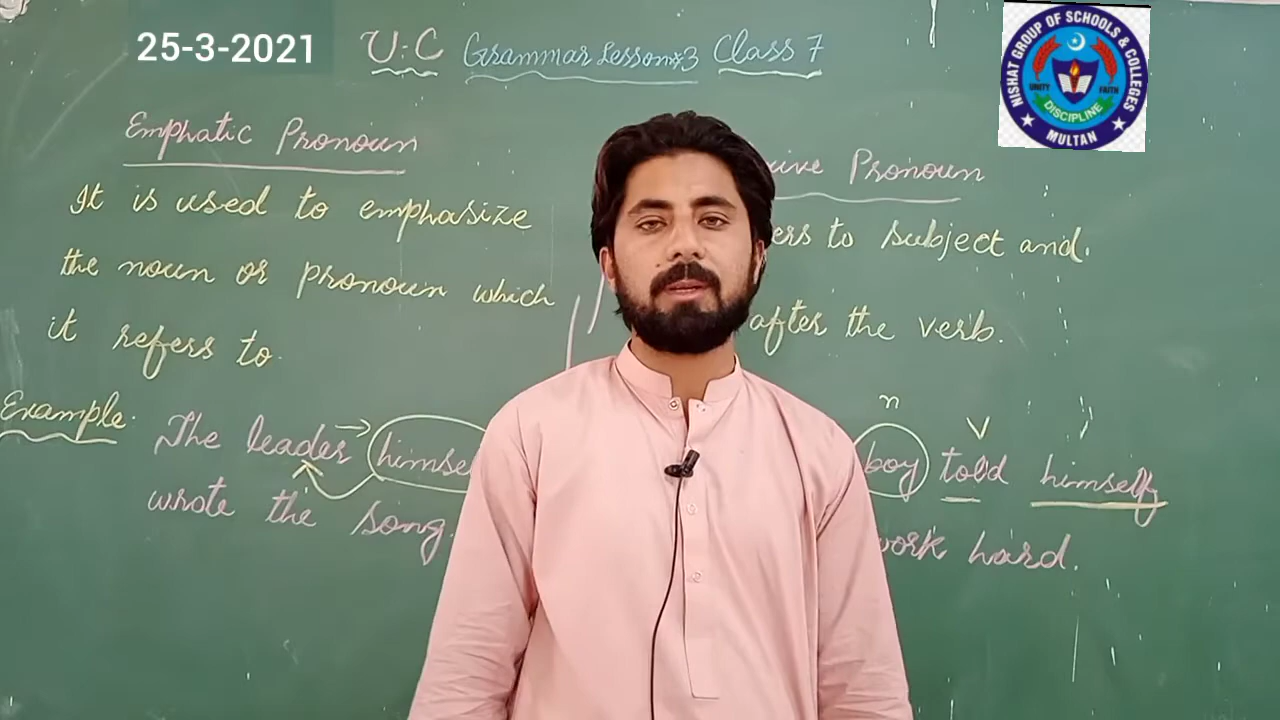 25-3-2021
U.C Grammar Lesson#3 Class 7
NISHAT GROUP OF SCHOOLS & COLLEGES
UNITY FAITH
DISCIPLINE
MULTAN
Emphatic Pronoun
It is used to emphasize
the noun or pronoun which
it refers to.
Example.
The leader → himse
wrote the song.
Pronoun
to subject and.
after the verb.
n
V
boy told himself
hard.